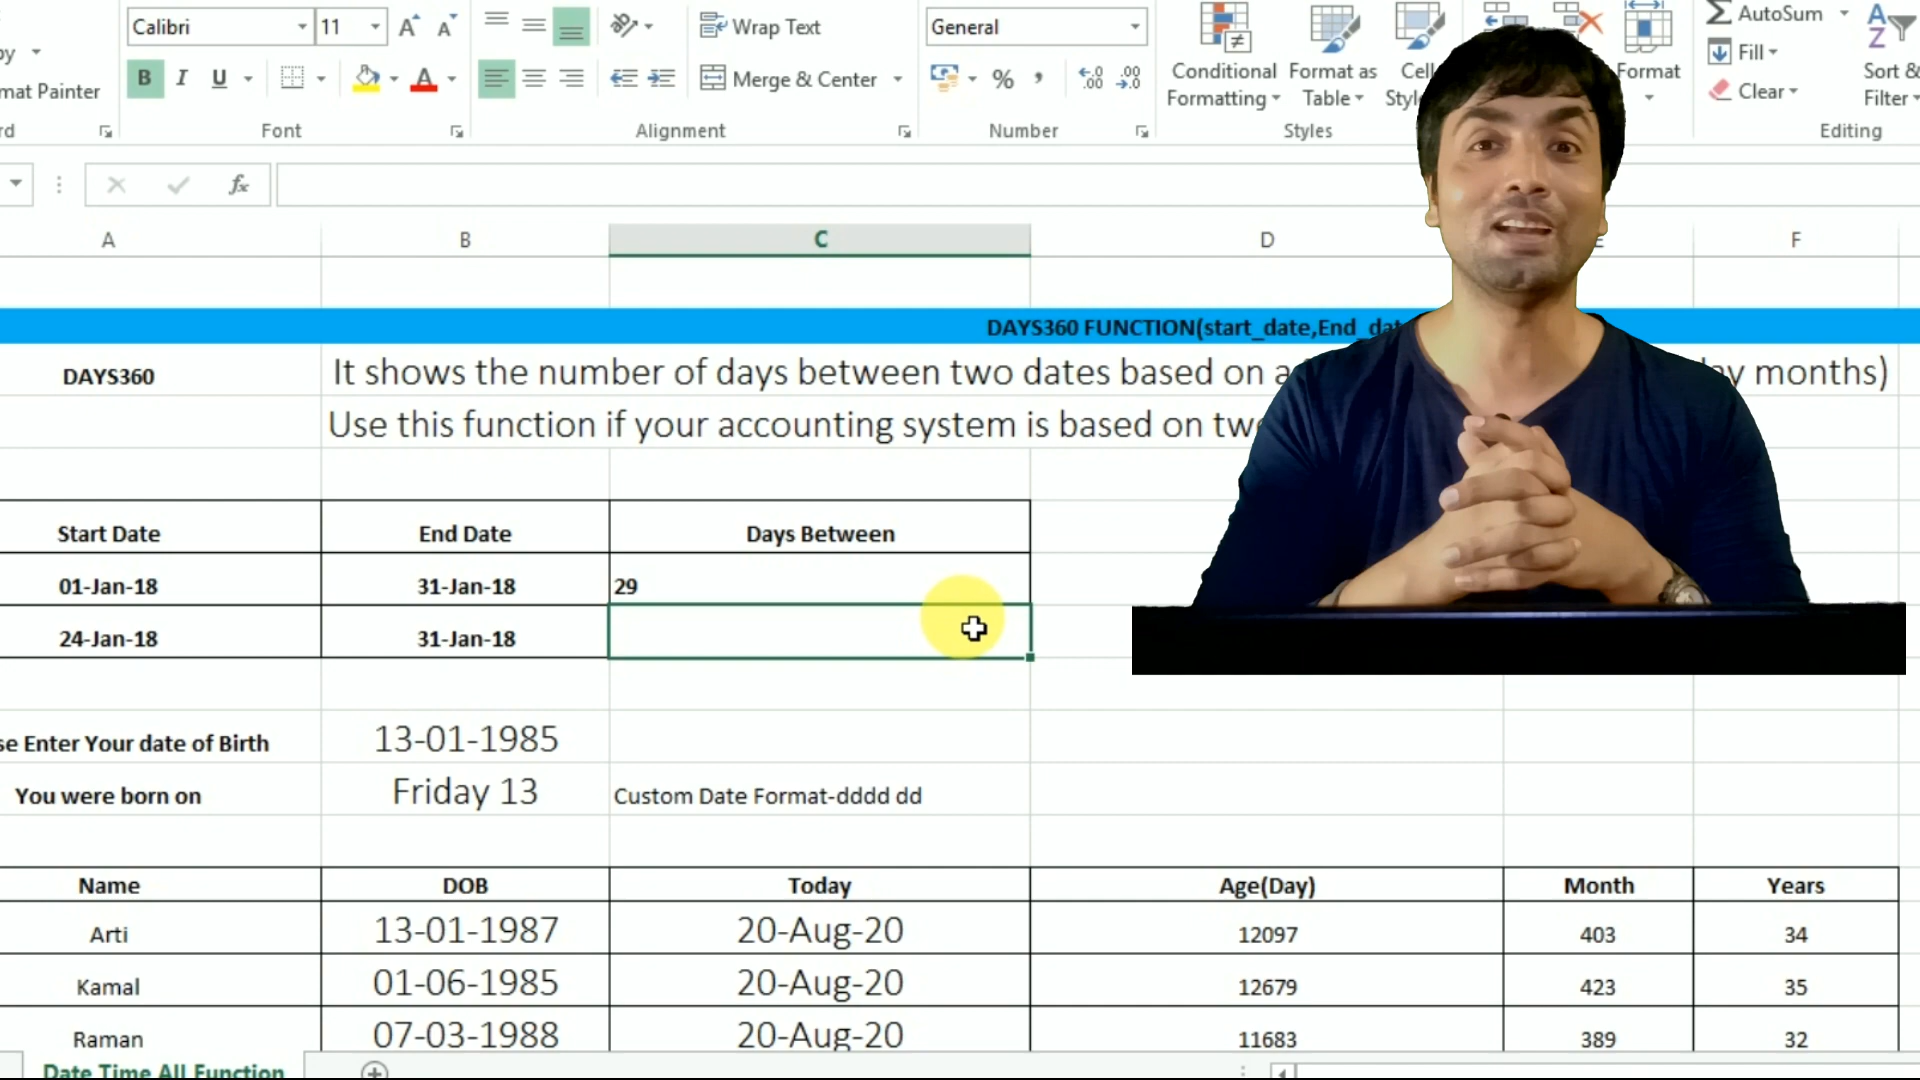 Calibri 11 Wrap Text General AutoSum
Fill
Conditional Format as Format Sort &
mat Painter B I U A Merge & Center % Formatting Table Clear Filter
Font Alignment Number Styles Editing
fx
A B C D F
DAYS360 FUNCTION(start_date,
DAYS360 It shows the number of days between two dates based on a months)
Use this function if your accounting system is based on
Start Date End Date Days Between
01-Jan-18 31-Jan-18 29
24-Jan-18 31-Jan-18
Enter Your date of Birth 13-01-1985
You were born on Friday 13 Custom Date Format-dddd dd
Name DOB Today Age(Day) Month Years
Arti 13-01-1987 20-Aug-20 12097 403 34
Kamal 01-06-1985 20-Aug-20 12679 423 35
Raman 07-03-1988 20-Aug-20 11683 389 32
Date Time All Function